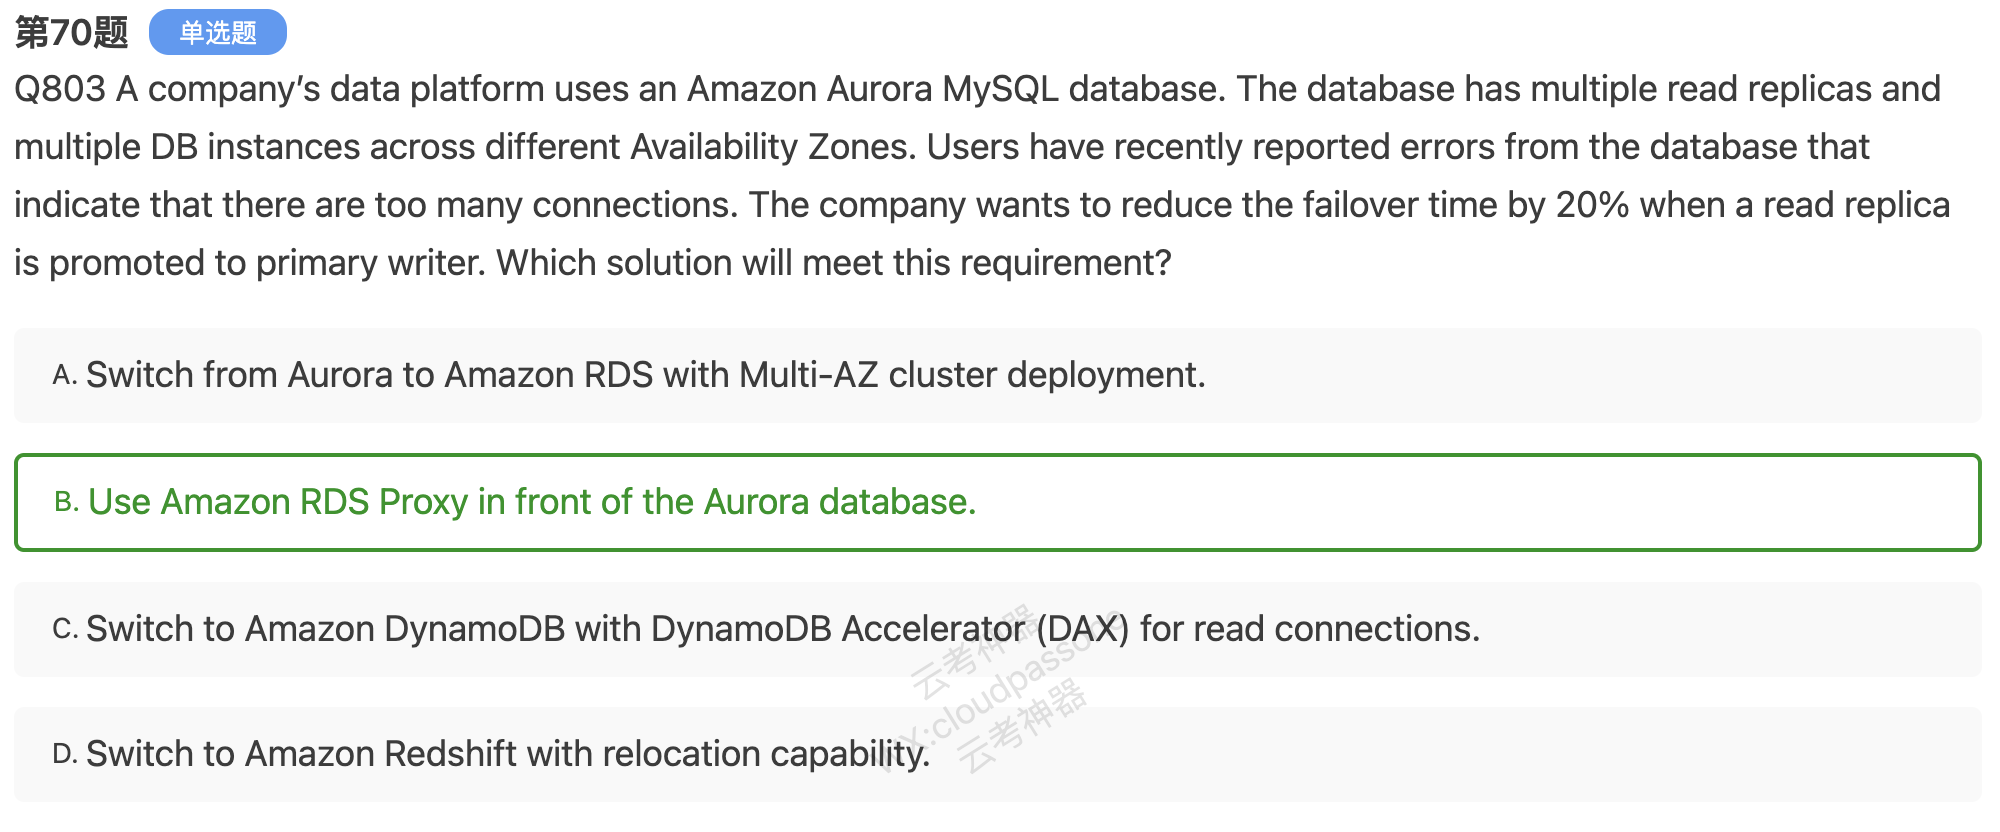 第70题 单选题
Q803 A company's data platform uses an Amazon Aurora MySQL database. The database has multiple read replicas and
multiple DB instances across different Availability Zones. Users have recently reported errors from the database that
indicate that there are too many connections. The company wants to reduce the failover time by 20% when a read replica
is promoted to primary writer. Which solution will meet this requirement?
A. Switch from Aurora to Amazon RDS with Multi-AZ cluster deployment.
B. Use Amazon RDS Proxy in front of the Aurora database.
C. Switch to Amazon DynamoDB with DynamoDB Accelerator (DAX) for read connections.
云考神器
WX:cloudpassone
云考神器
D. Switch to Amazon Redshift with relocation capability.